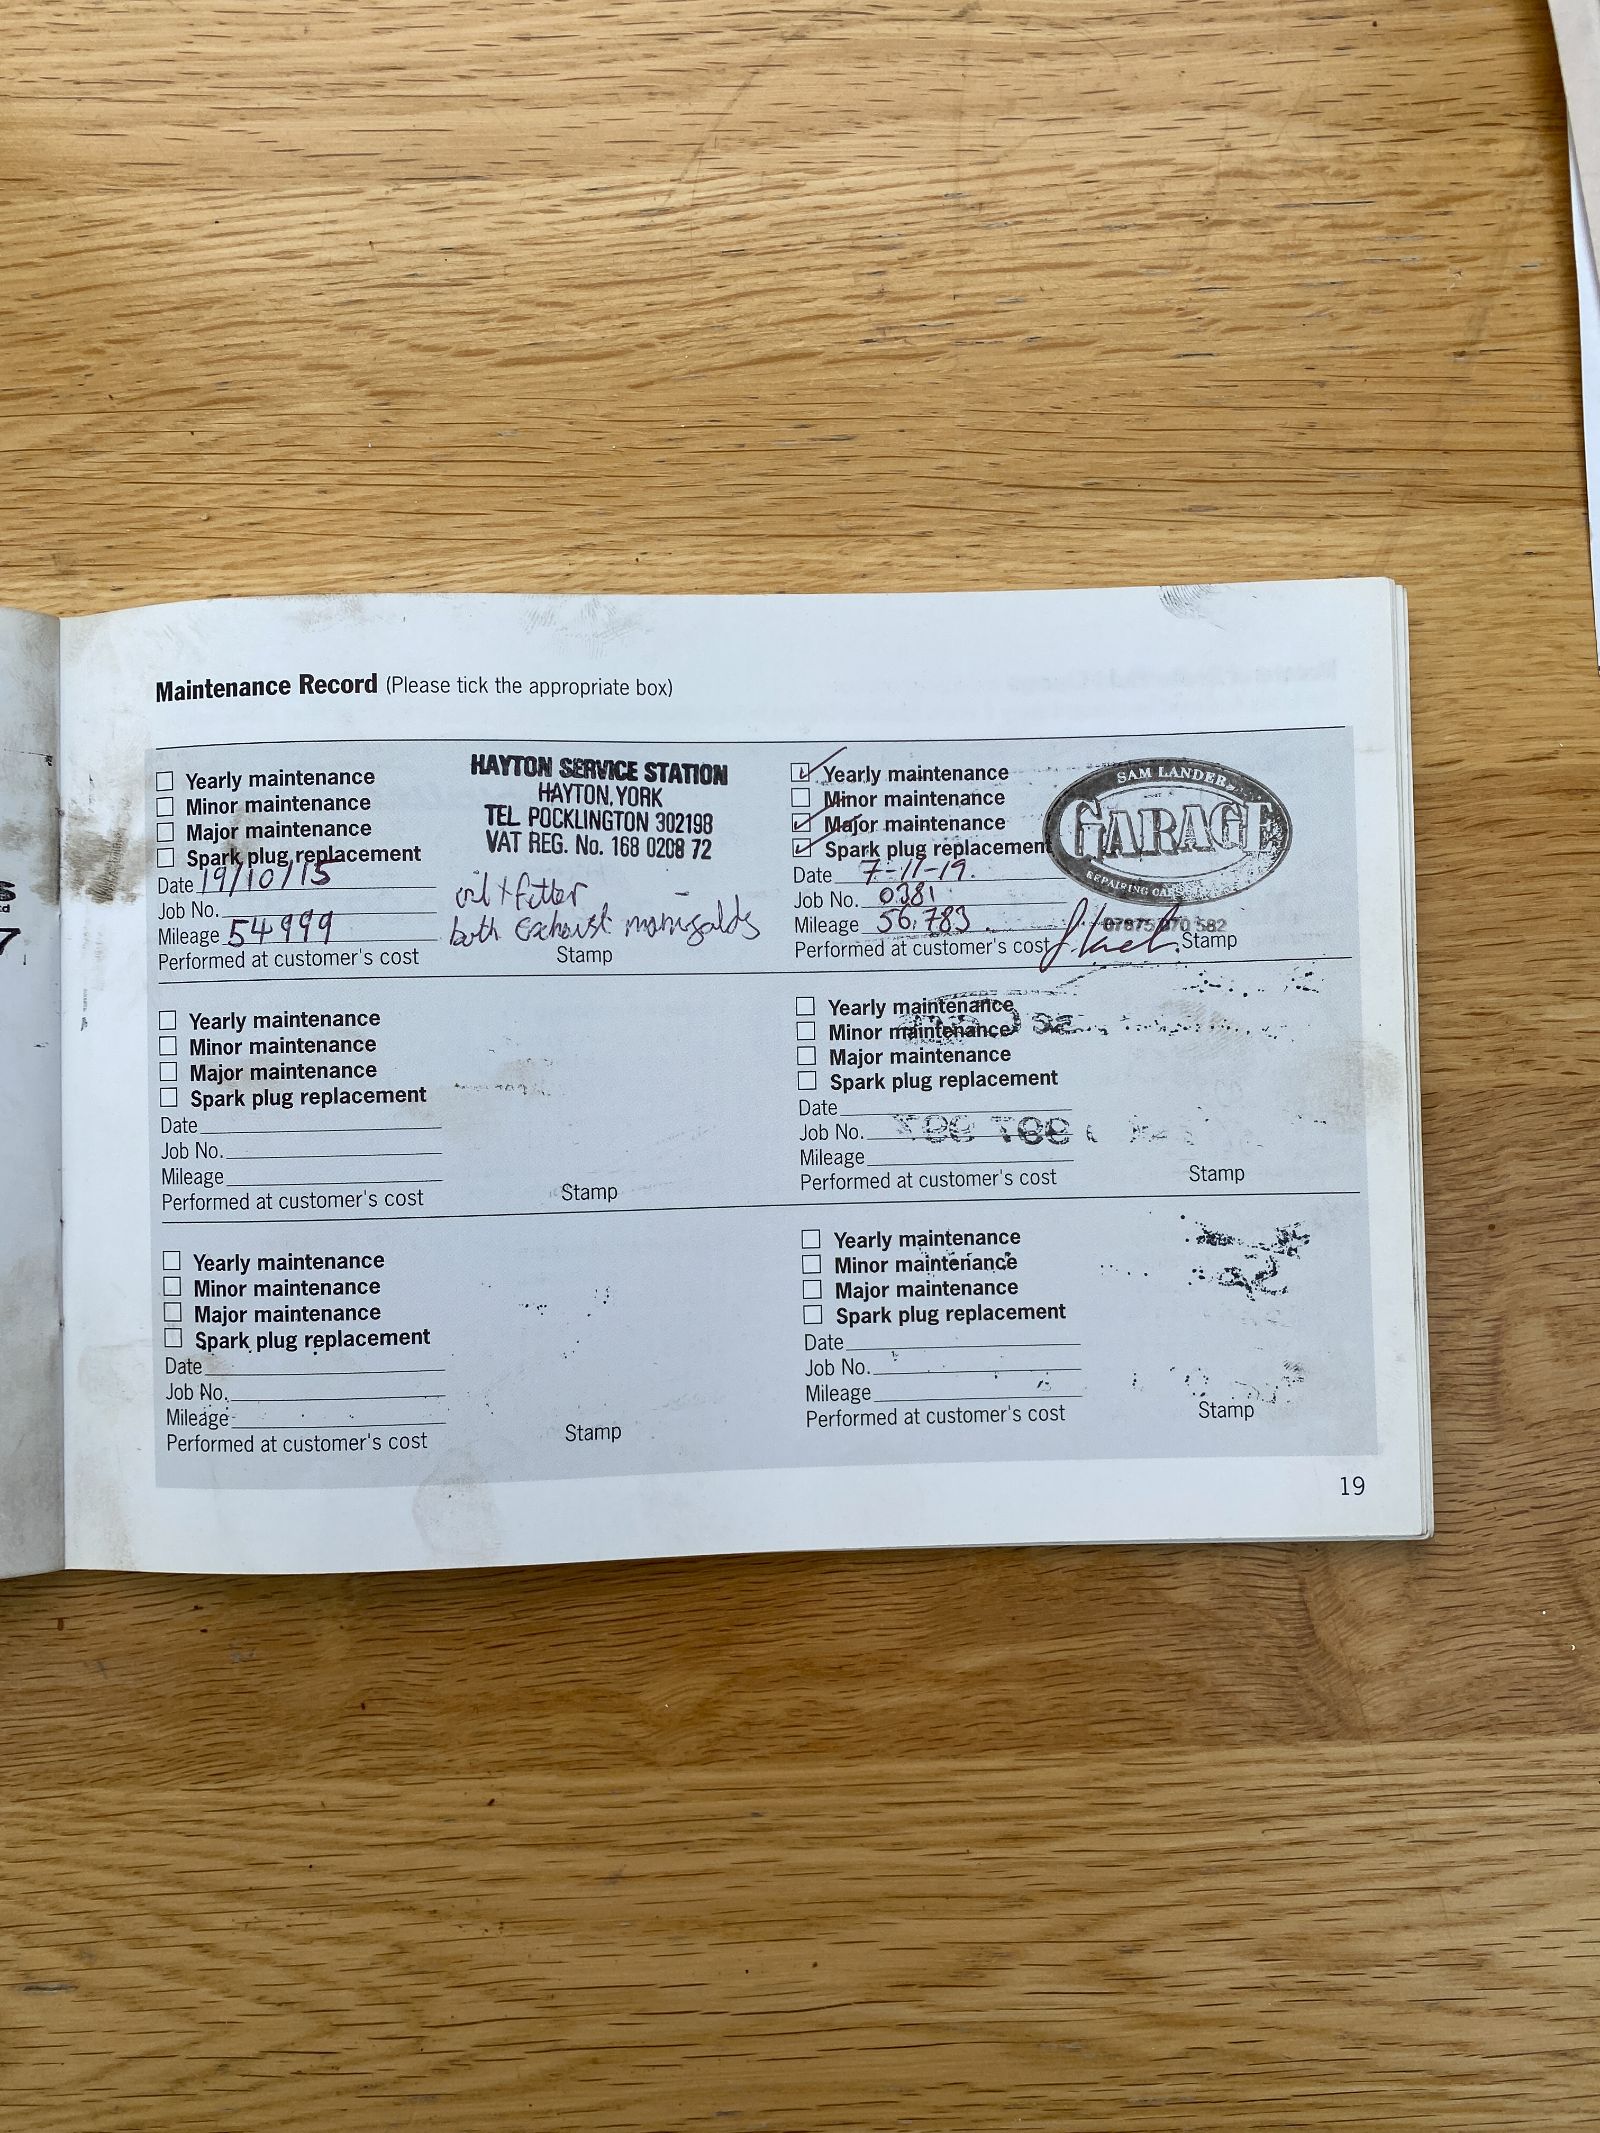 Maintenance Record (Please tick the appropriate box)
Yearly maintenance
Minor maintenance
Major maintenance
Spark plug replacement
Date 19/10/15
Job No.
Mileage 54999
Performed at customer's cost
HAYTON SERVICE STATION
HAYTON, YORK
TEL POCKLINGTON 302198
VAT REG. No. 168 0208 72
oil + filter
both Exhaust manifolds
Stamp
Yearly maintenance
Minor maintenance
Major maintenance
Spark plug replacement
Date 7-11-19.
Job No. 0381
Mileage 56,783.
Performed at customer's cost
SAM LANDER
GARAGE
REPAIRING
Stamp
Yearly maintenance
Minor maintenance
Major maintenance
Spark plug replacement
Date
Job No.
Mileage
Performed at customer's cost
Stamp
Yearly maintenance
Minor maintenance
Major maintenance
Spark plug replacement
Date
Job No.
Mileage
Performed at customer's cost
Stamp
Yearly maintenance
Minor maintenance
Major maintenance
Spark plug replacement
Date
Job No.
Mileage
Performed at customer's cost
Stamp
Yearly maintenance
Minor maintenance
Major maintenance
Spark plug replacement
Date
Job No.
Mileage
Performed at customer's cost
Stamp
19